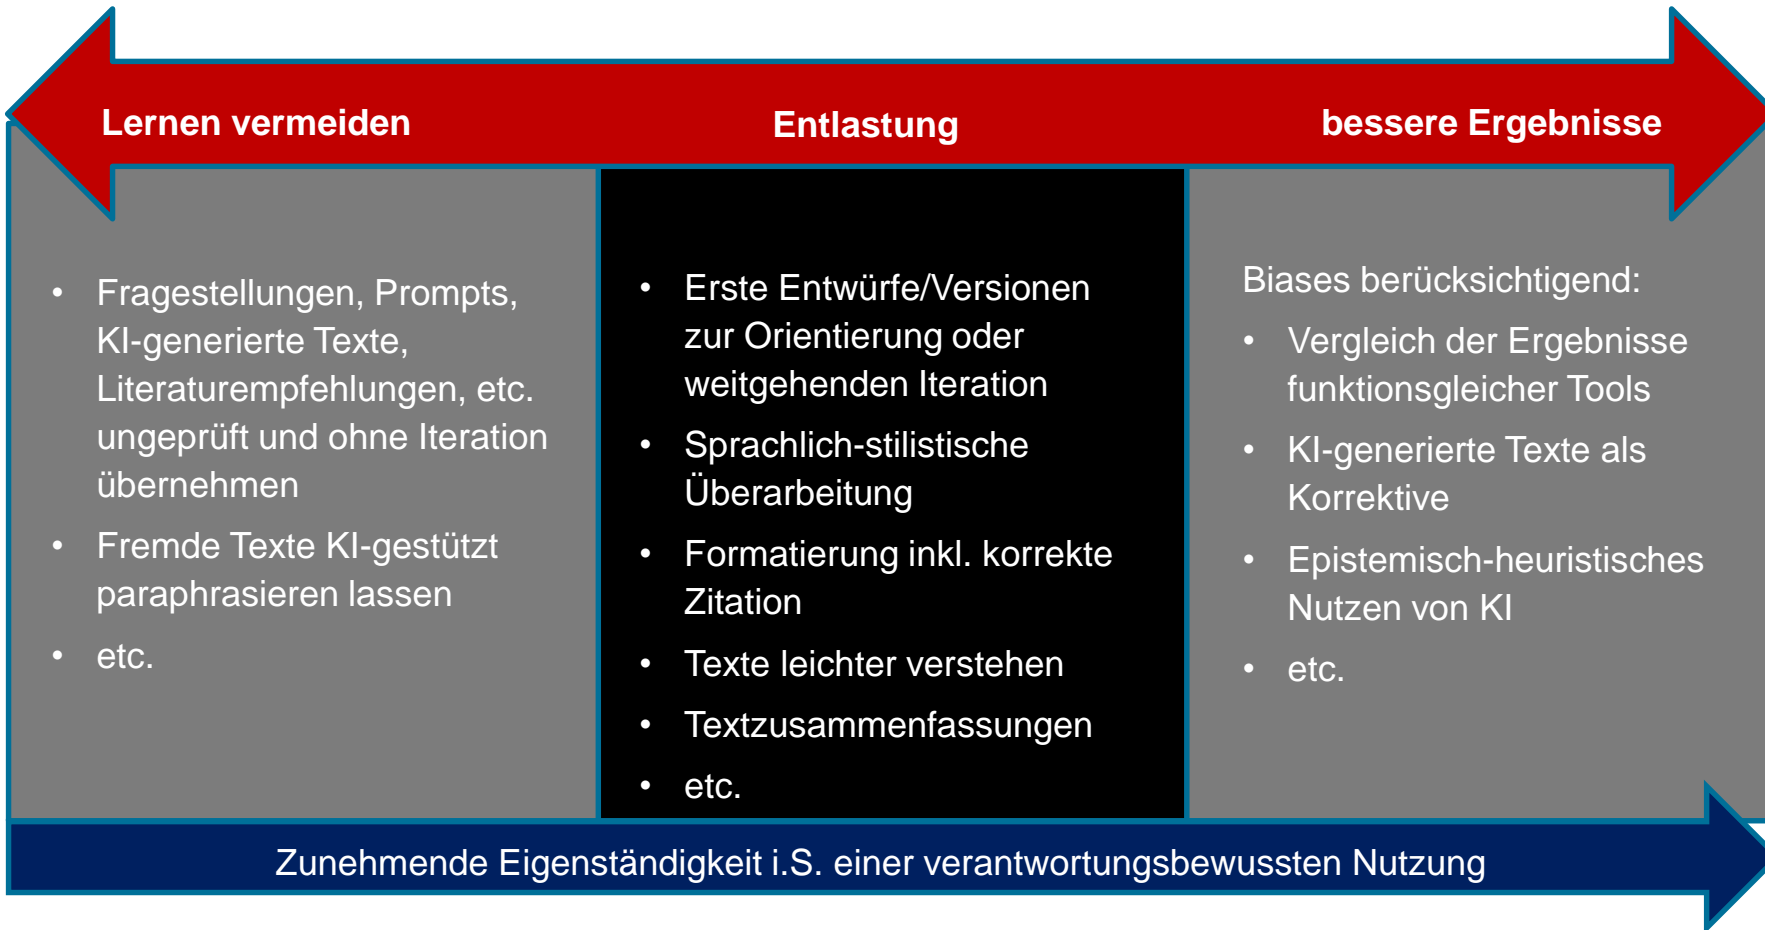 Lernen vermeiden
Entlastung
bessere Ergebnisse
• Fragestellungen, Prompts,
KI-generierte Texte,
Literaturempfehlungen, etc.
ungeprüft und ohne Iteration
übernehmen
• Fremde Texte KI-gestützt
paraphrasieren lassen
• etc.
• Erste Entwürfe/Versionen
zur Orientierung oder
weitgehenden Iteration
• Sprachlich-stilistische
Überarbeitung
• Formatierung inkl. korrekte
Zitation
• Texte leichter verstehen
• Textzusammenfassungen
• etc.
Biases berücksichtigend:
• Vergleich der Ergebnisse
funktionsgleicher Tools
• KI-generierte Texte als
Korrektive
• Epistemisch-heuristisches
Nutzen von KI
• etc.
Zunehmende Eigenständigkeit i.S. einer verantwortungsbewussten Nutzung